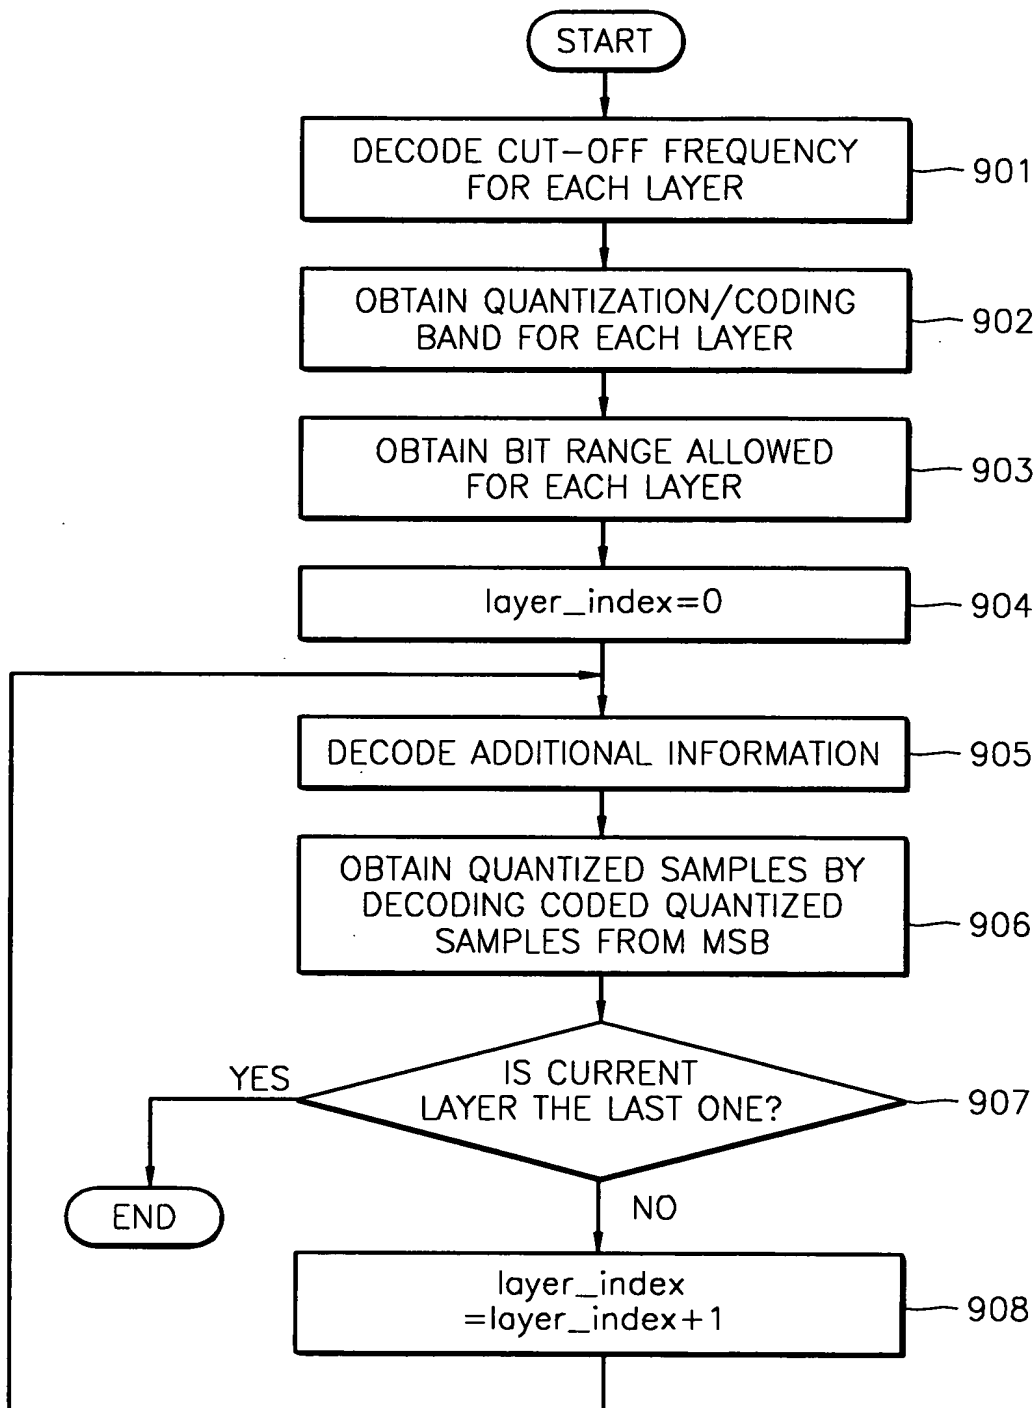 START
DECODE CUT-OFF FREQUENCY
FOR EACH LAYER
901
OBTAIN QUANTIZATION/CODING
BAND FOR EACH LAYER
902
OBTAIN BIT RANGE ALLOWED
FOR EACH LAYER
903
layer_index=0
904
DECODE ADDITIONAL INFORMATION
905
OBTAIN QUANTIZED SAMPLES BY
DECODING CODED QUANTIZED
SAMPLES FROM MSB
906
YES
IS CURRENT
LAYER THE LAST ONE?
907
END
NO
layer_index
=layer_index+1
908